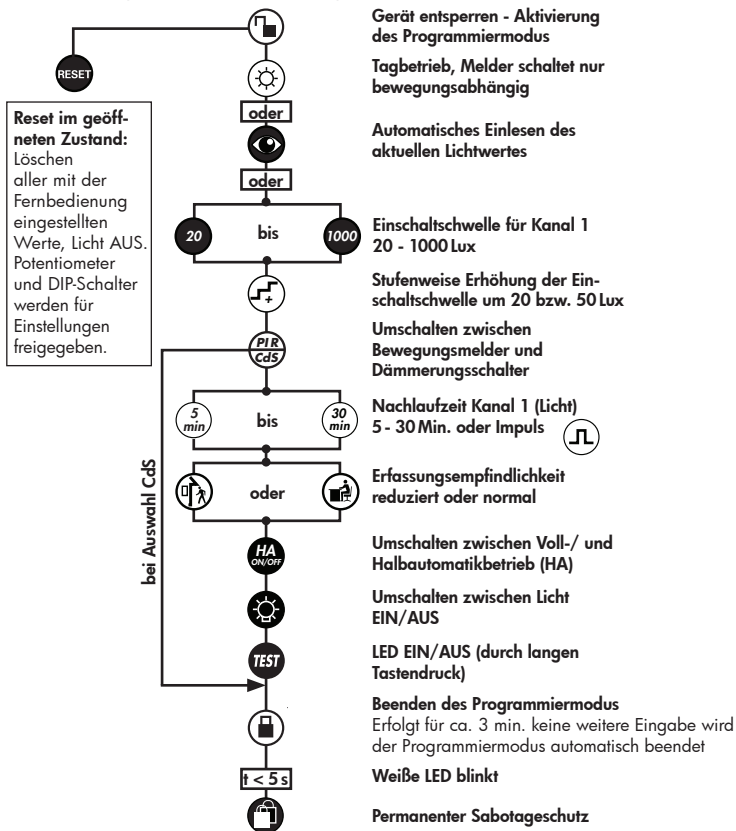 Gerät entsperren - Aktivierung
des Programmiermodus
RESET
Tagbetrieb, Melder schaltet nur
bewegungsabhängig
oder
Reset im geöff-
neten Zustand:
Löschen
aller mit der
Fernbedienung
eingestellten
Werte, Licht AUS.
Potentiometer
und DIP-Schalter
werden für
Einstellungen
freigegeben.
Automatisches Einlesen des
aktuellen Lichtwertes
oder
20 bis 1000
Einschaltschwelle für Kanal 1
20 - 1000 Lux
+
Stufenweise Erhöhung der Ein-
schaltschwelle um 20 bzw. 50 Lux
PIR
CdS
Umschalten zwischen
Bewegungsmelder und
Dämmerungsschalter
bei Auswahl CdS
5
min
bis
30
min
Nachlaufzeit Kanal 1 (Licht)
5 - 30 Min. oder Impuls
oder
Erfassungsempfindlichkeit
reduziert oder normal
HA
ON/OFF
Umschalten zwischen Voll-/ und
Halbautomatikbetrieb (HA)
Umschalten zwischen Licht
EIN/AUS
TEST
LED EIN/AUS (durch langen
Tastendruck)
Beenden des Programmiermodus
Erfolgt für ca. 3 min. keine weitere Eingabe wird
der Programmiermodus automatisch beendet
t < 5 s
Weiße LED blinkt
Permanenter Sabotageschutz